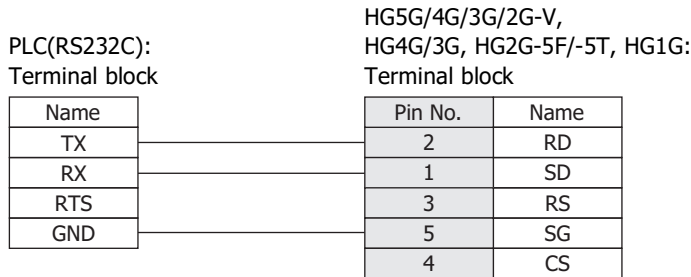 HG5G/4G/3G/2G-V,
PLC(RS232C): HG4G/3G, HG2G-5F/-5T, HG1G:
Terminal block Terminal block
Name Pin No. Name
TX 2 RD
RX 1 SD
RTS 3 RS
GND 5 SG
4 CS